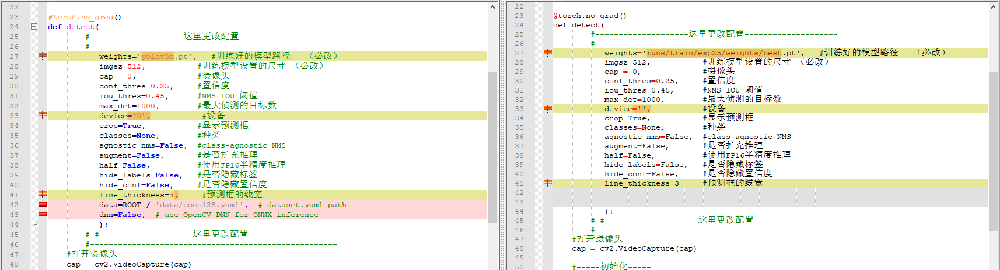 22
23 @torch.no_grad()
24 def detect(
25 #--------------------这里更改配置--------------------
26 #---------------------------------------------------
27 weights='yolov5n.pt', #训练好的模型路径 （必改）
28 imgsz=512, #训练模型设置的尺寸 （必改）
29 cap = 0, #摄像头
30 conf_thres=0.25, #置信度
31 iou_thres=0.45, #NMS IOU 阈值
32 max_det=1000, #最大侦测的目标数
33 device='0', #设备
34 crop=True, #显示预测框
35 classes=None, #种类
36 agnostic_nms=False, #class-agnostic NMS
37 augment=False, #是否扩充推理
38 half=False, #使用FP16半精度推理
39 hide_labels=False, #是否隐藏标签
40 hide_conf=False, #是否隐藏置信度
41 line_thickness=3, #预测框的线宽
42 data=ROOT / 'data/coco128.yaml', # dataset.yaml path
43 dnn=False, # use OpenCV DNN for ONNX inference
44 ):
45 # #--------------------这里更改配置--------------------
46 #-----------------------------------------------------
47 #打开摄像头
48 cap = cv2.VideoCapture(cap)
22
23 @torch.no_grad()
24 def detect(
25 #--------------------这里更改配置--------------------
26 #---------------------------------------------------
27 weights='runs/train/exp25/weights/best.pt', #训练好的模型路径 （必改）
28 imgsz=512, #训练模型设置的尺寸 （必改）
29 cap = 0, #摄像头
30 conf_thres=0.25, #置信度
31 iou_thres=0.45, #NMS IOU 阈值
32 max_det=1000, #最大侦测的目标数
33 device='', #设备
34 crop=True, #显示预测框
35 classes=None, #种类
36 agnostic_nms=False, #class-agnostic NMS
37 augment=False, #是否扩充推理
38 half=False, #使用FP16半精度推理
39 hide_labels=False, #是否隐藏标签
40 hide_conf=False, #是否隐藏置信度
41 line_thickness=3 #预测框的线宽
42
43
44 ):
45 # #--------------------这里更改配置--------------------
46 #-----------------------------------------------------
47 #打开摄像头
48 cap = cv2.VideoCapture(cap)
49
50 #-----初始化-----